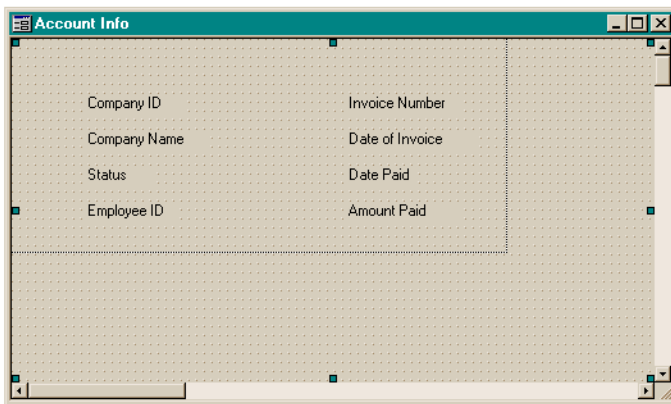 Account Info
Company ID Invoice Number
Company Name Date of Invoice
Status Date Paid
Employee ID Amount Paid